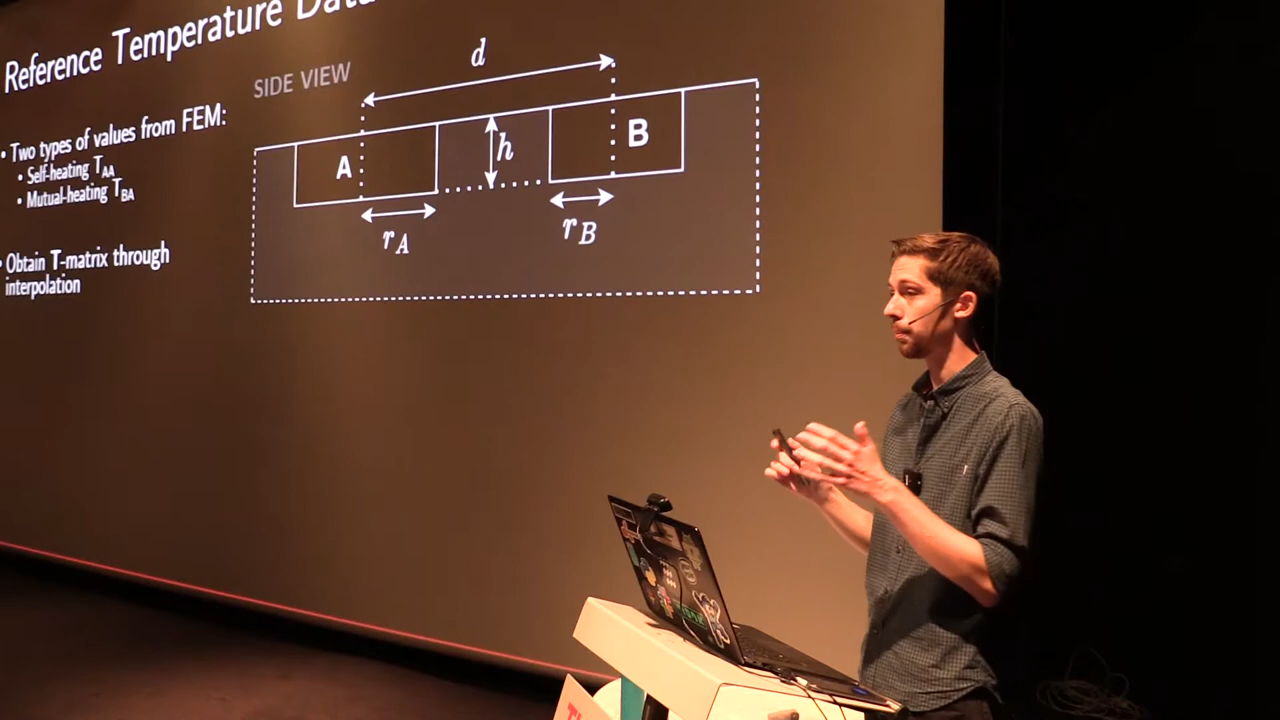 Reference Temperature Data
SIDE VIEW
d
• Two types of values from FEM:
• Self-heating T_AA
• Mutual-heating T_BA
• Obtain T-matrix through
interpolation
A
h
B
r_A
r_B